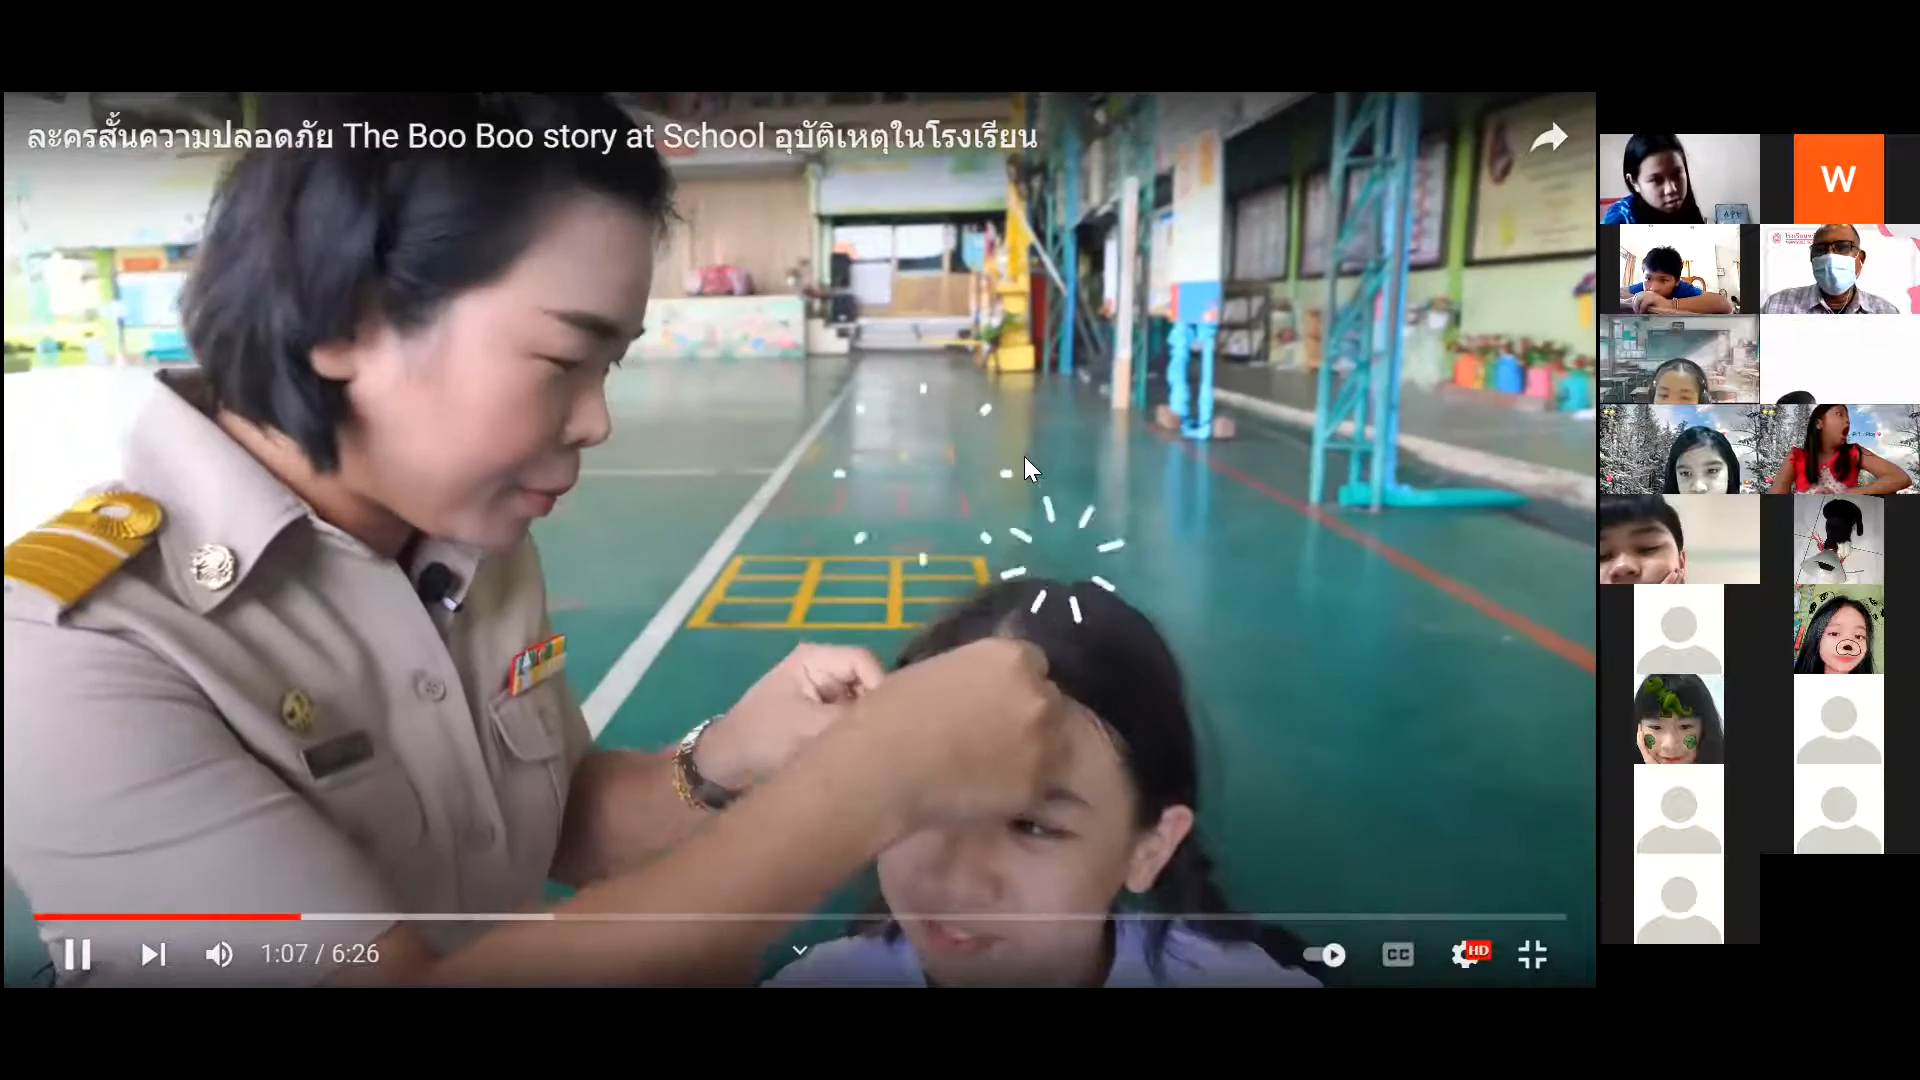 ละครสั้นความปลอดภัย The Boo Boo story at School อุบัติเหตุในโรงเรียน
W
1:07 / 6:26
CC
HD